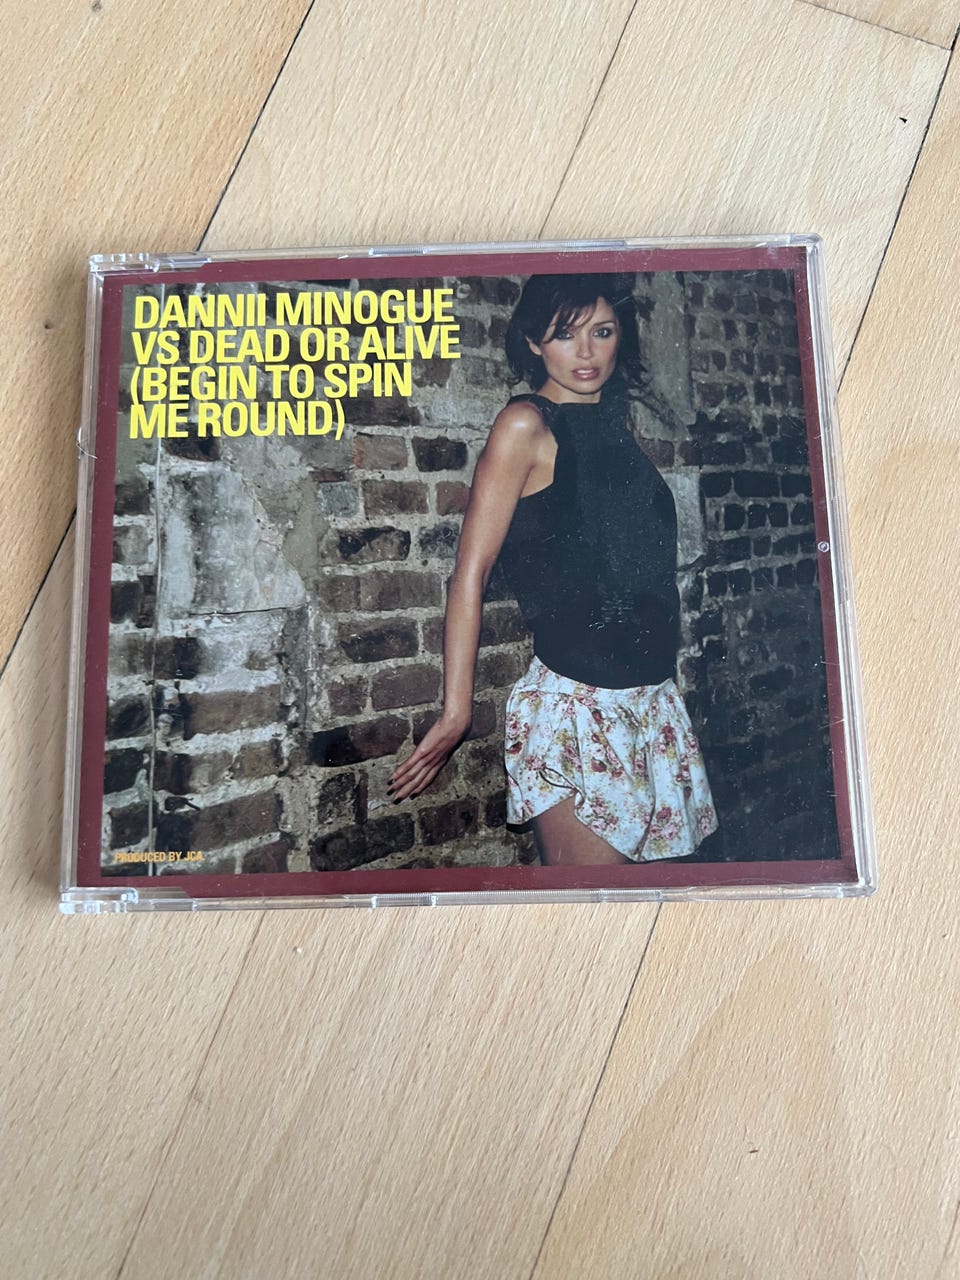 DANNII MINOGUE
VS DEAD OR ALIVE
(BEGIN TO SPIN
ME ROUND)
PRODUCED BY JCA.